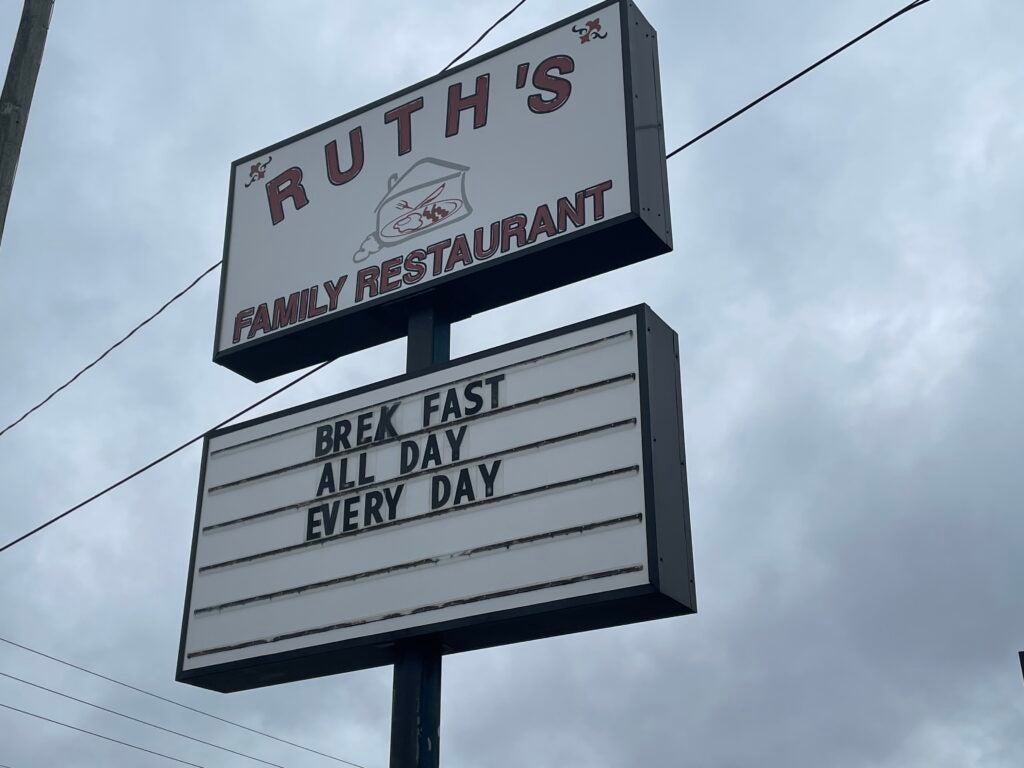 RUTH'S
FAMILY RESTAURANT
BREK FAST
ALL DAY
EVERY DAY